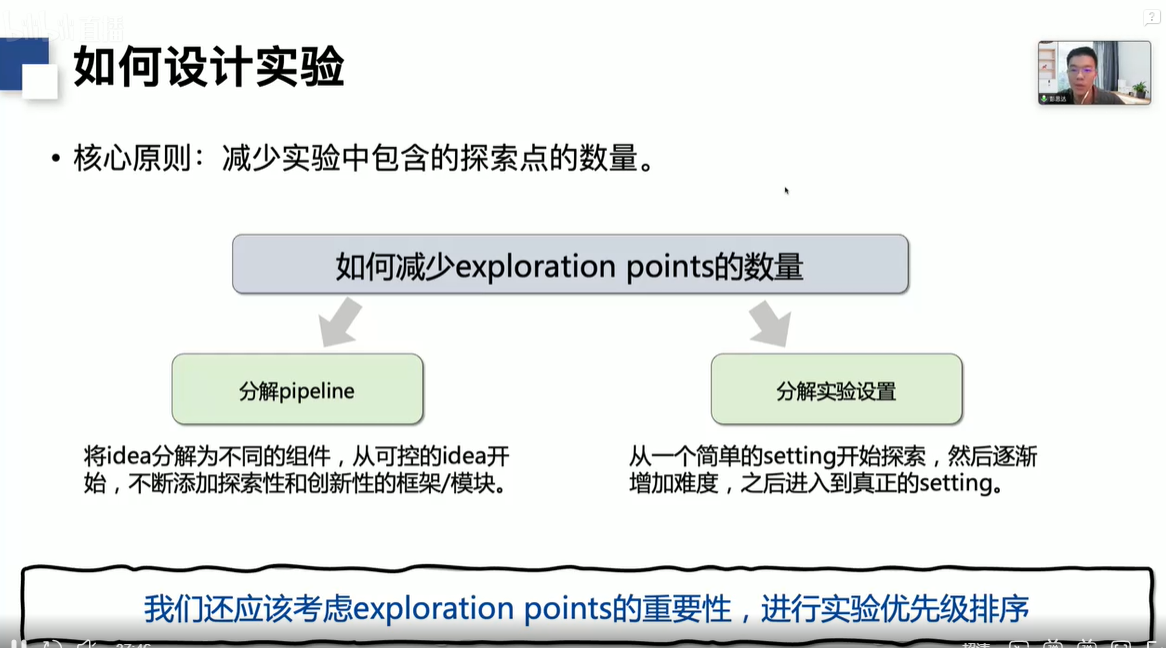 直播
如何设计实验
彭思达
• 核心原则：减少实验中包含的探索点的数量。
如何减少exploration points的数量
分解pipeline
分解实验设置
将idea分解为不同的组件，从可控的idea开
始，不断添加探索性和创新性的框架/模块。
从一个简单的setting开始探索，然后逐渐
增加难度，之后进入到真正的setting。
我们还应该考虑exploration points的重要性，进行实验优先级排序